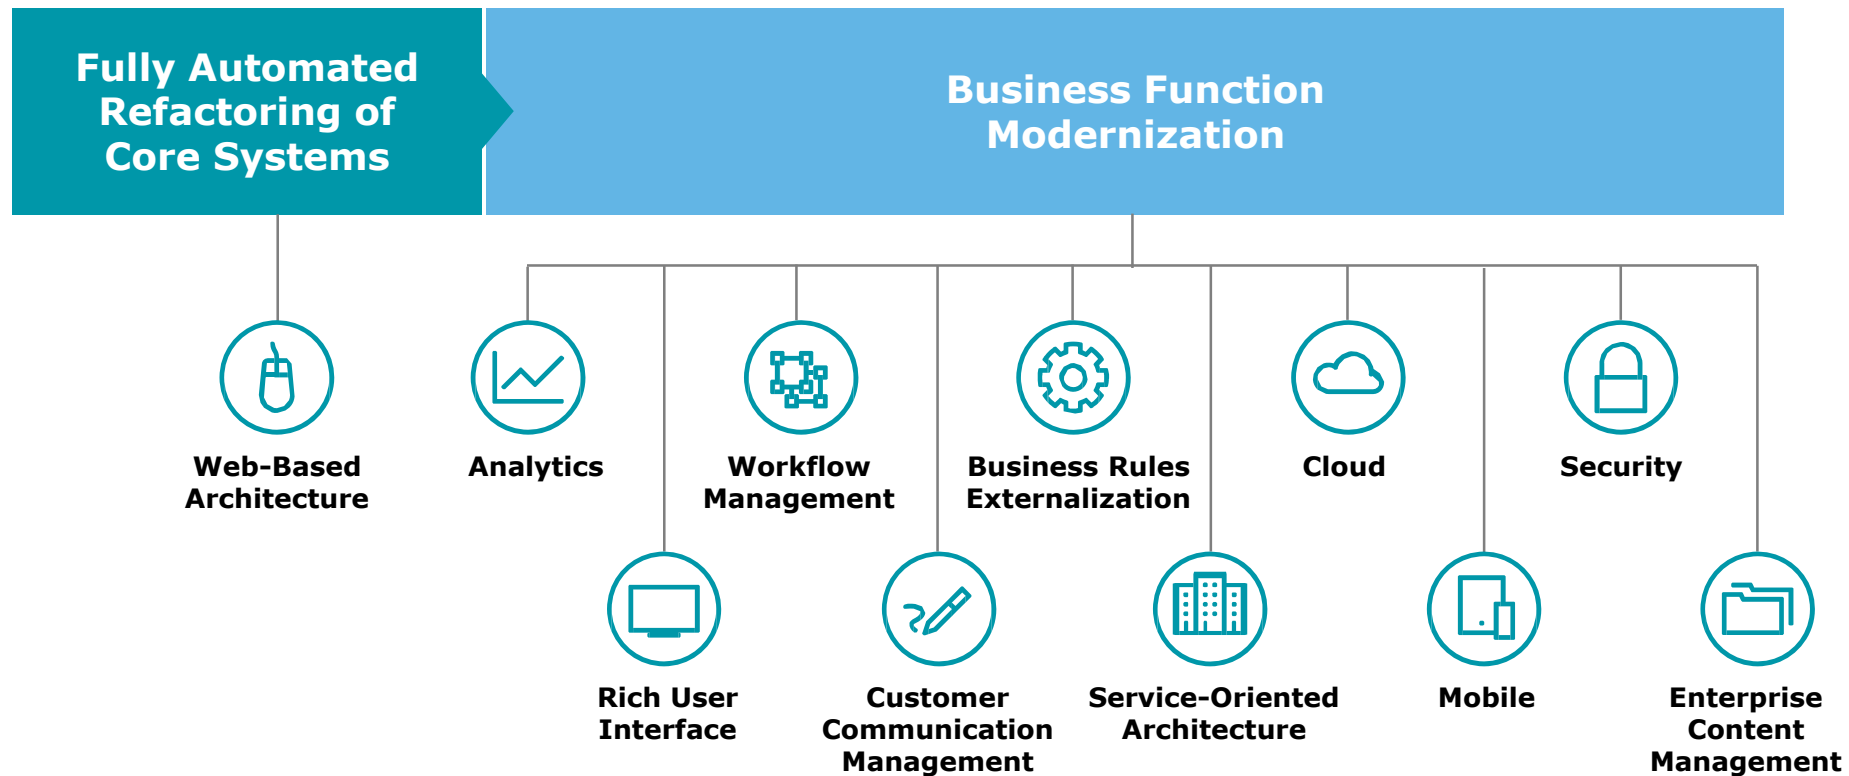 Fully Automated
Refactoring of
Core Systems
Business Function
Modernization
Web-Based
Architecture
Analytics
Workflow
Management
Business Rules
Externalization
Cloud
Security
Rich User
Interface
Customer
Communication
Management
Service-Oriented
Architecture
Mobile
Enterprise
Content
Management